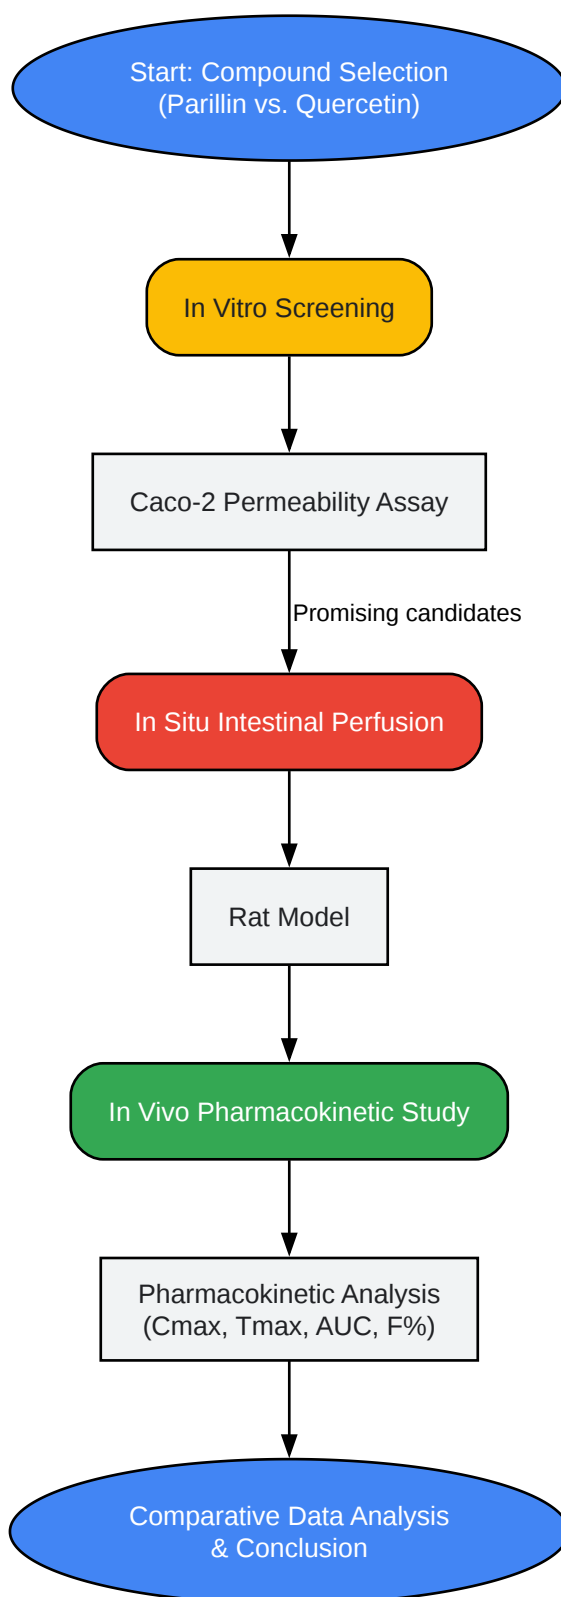 Start: Compound Selection
(Parillin vs. Quercetin)
In Vitro Screening
Caco-2 Permeability Assay
Promising candidates
In Situ Intestinal Perfusion
Rat Model
In Vivo Pharmacokinetic Study
Pharmacokinetic Analysis
(Cmax, Tmax, AUC, F%)
Comparative Data Analysis
& Conclusion